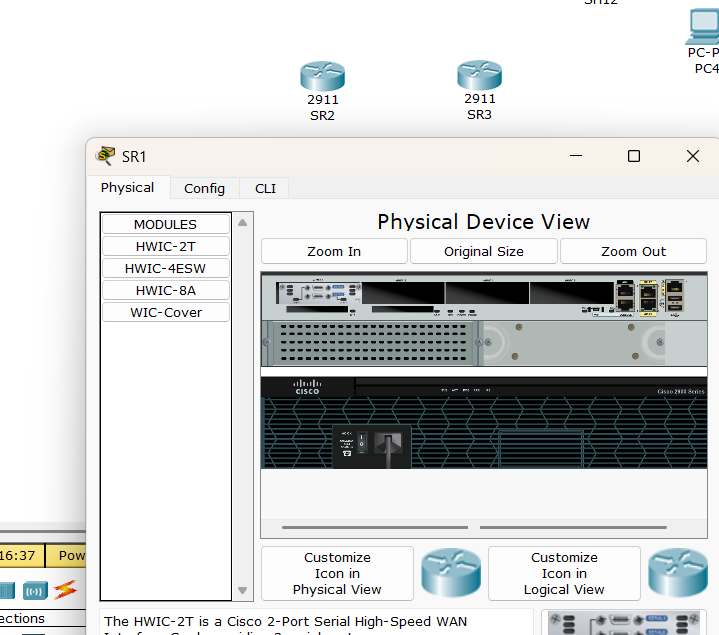 SH12
PC-P
PC4
2911
SR2
2911
SR3
SR1
Physical
Config
CLI
MODULES
HWIC-2T
HWIC-4ESW
HWIC-8A
WIC-Cover
Physical Device View
Zoom In
Original Size
Zoom Out
CISCO
Cisco 2900 Series
16:37
Pow
Customize
Icon in
Physical View
Customize
Icon in
Logical View
ections
The HWIC-2T is a Cisco 2-Port Serial High-Speed WAN